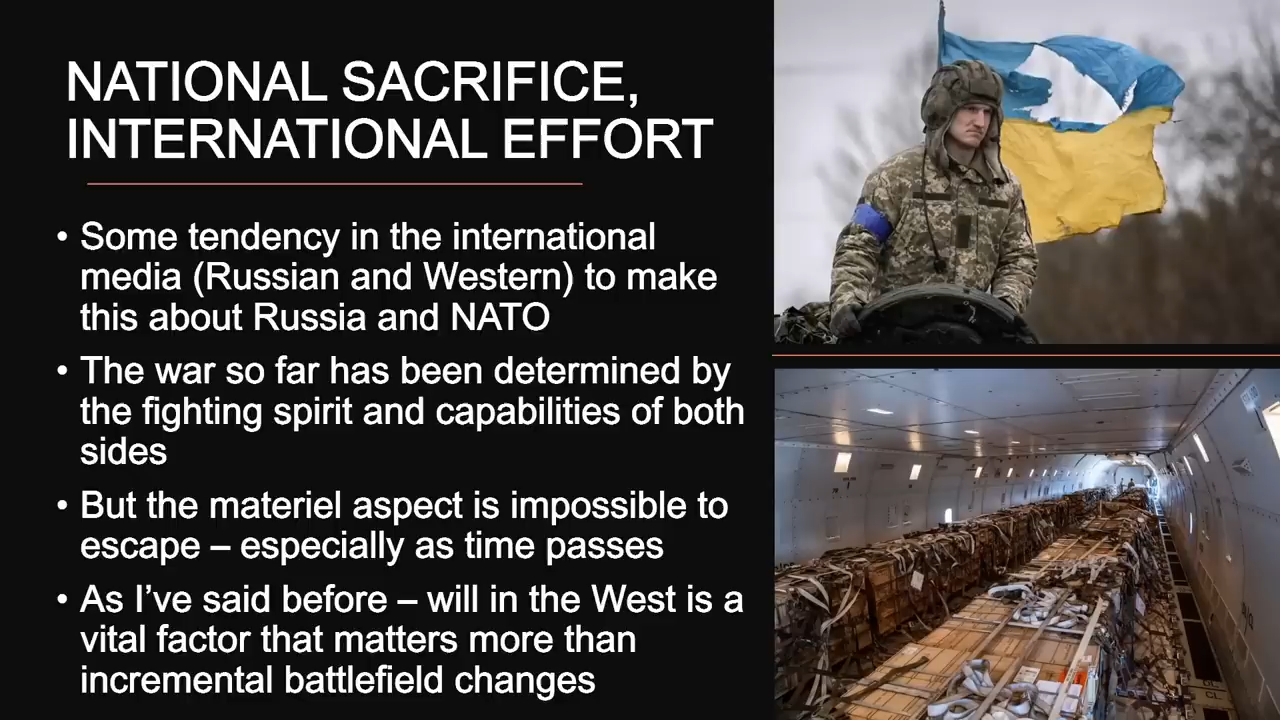 NATIONAL SACRIFICE,
INTERNATIONAL EFFORT
• Some tendency in the international
media (Russian and Western) to make
this about Russia and NATO
• The war so far has been determined by
the fighting spirit and capabilities of both
sides
• But the materiel aspect is impossible to
escape – especially as time passes
• As I’ve said before – will in the West is a
vital factor that matters more than
incremental battlefield changes